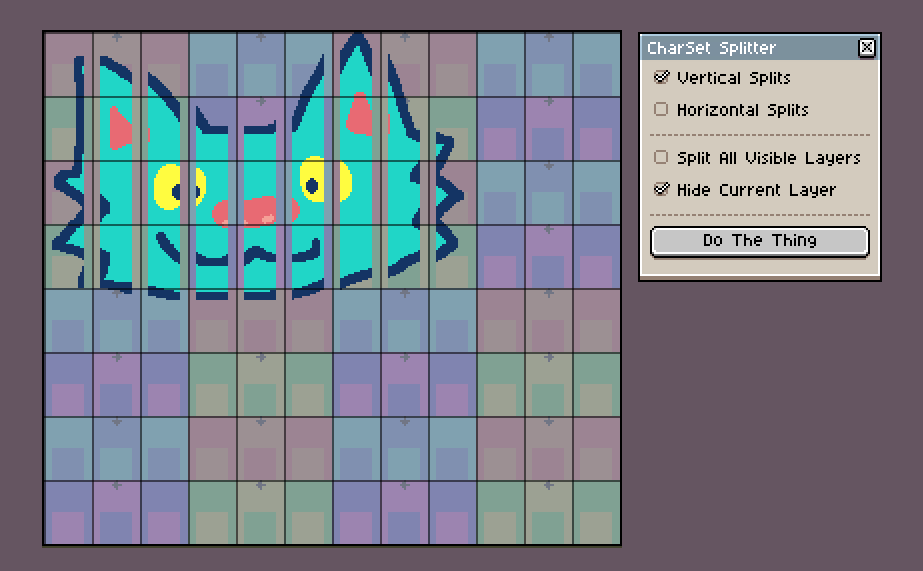 CharSet Splitter
Vertical Splits
Horizontal Splits
Split All Visible Layers
Hide Current Layer
Do The Thing